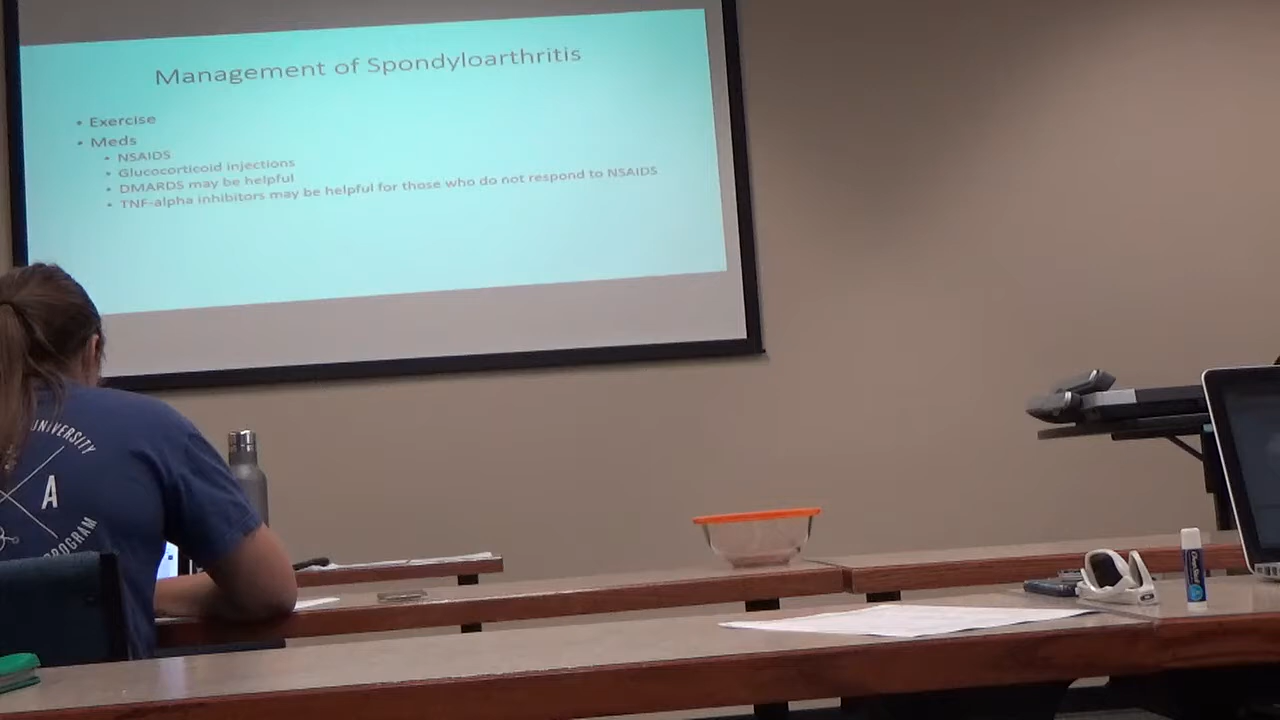 Management of Spondyloarthritis
• Exercise
• Meds
• NSAIDS
• Glucocorticoid injections
• DMARDS may be helpful
• TNF-alpha inhibitors may be helpful for those who do not respond to NSAIDS
UNIVERSITY
A
PROGRAM
ChapStick